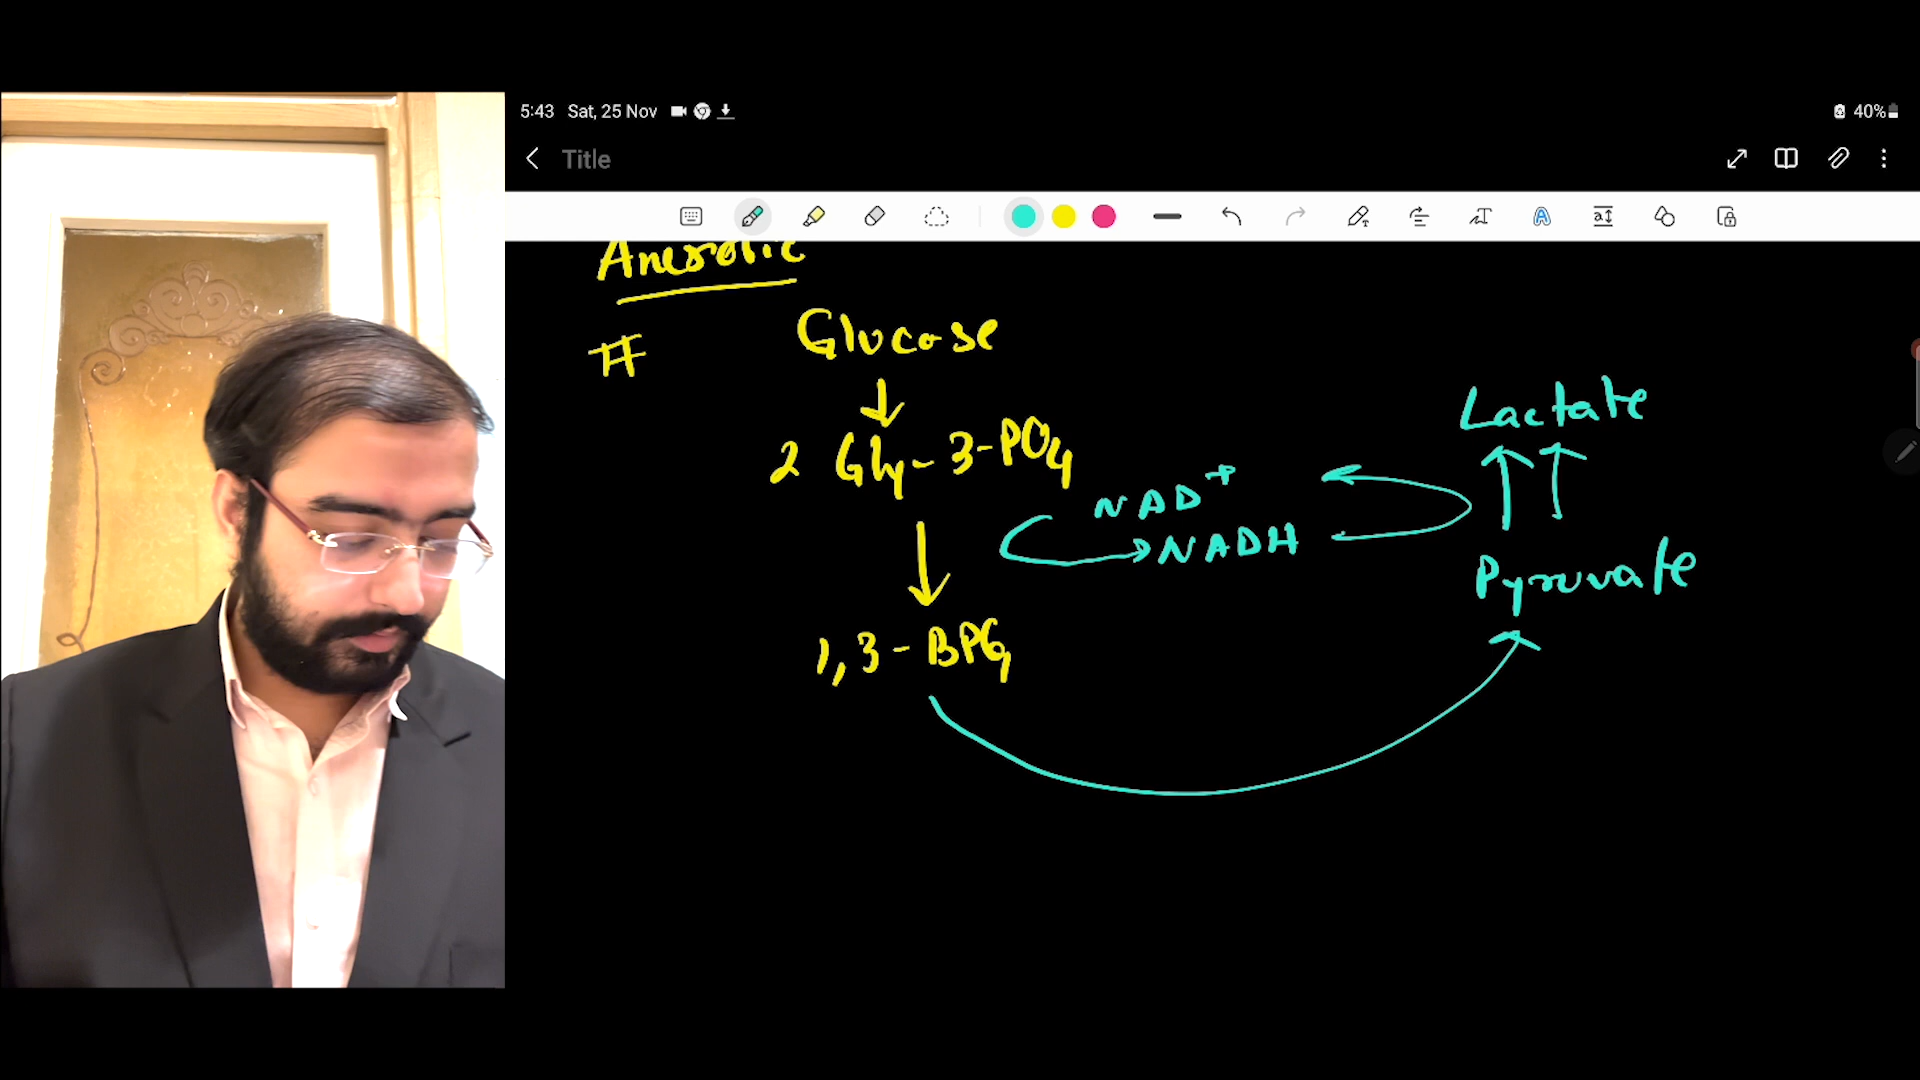 5:43 Sat, 25 Nov
40%
Title
Anerobic
# Glucose
2 Gly-3-PO4
NAD+
NADH
1,3-BPG
Lactate
Pyruvate